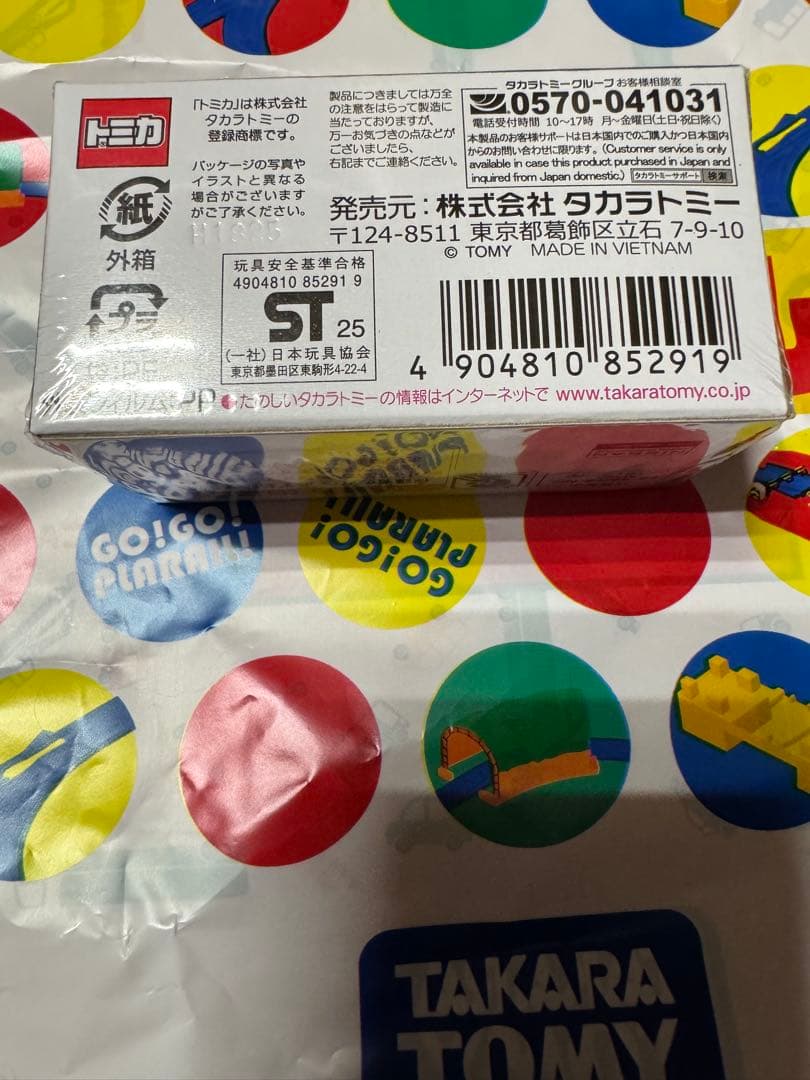 トミカ
「トミカ」は株式会社
タカラトミーの
登録商標です。
パッケージの写真や
イラストと異なる
場合がございます
がご了承ください。
紙
外箱
プラ
製品につきましては万全
の注意をはらって製造に
当たっておりますが、
万一お気づきの点などが
ございましたら、
右記までご連絡ください。
タカラトミーグループ お客様相談室
0570-041031
電話受付時間 10〜17時 月〜金曜日(土日・祝日除く)
本製品のお客様サポートは日本国内でのご購入かつ日本国内
からのお問い合わせに限ります。(Customer service is only
available in case this product purchased in Japan and
inquired from Japan domestic.) タカラトミーサポート 検索
発売元：株式会社 タカラトミー
〒124-8511 東京都葛飾区立石 7-9-10
© TOMY MADE IN VIETNAM
玩具安全基準合格
4904810 85291 9
ST 25
(一社)日本玩具協会
東京都墨田区東駒形4-22-4
4 904810 852919
フィルム:PP
たのしいタカラトミーの情報はインターネットで www.takaratomy.co.jp
GO!GO!
PLARAIL!
GO!GO!
PLARAIL!
TAKARA
TOMY